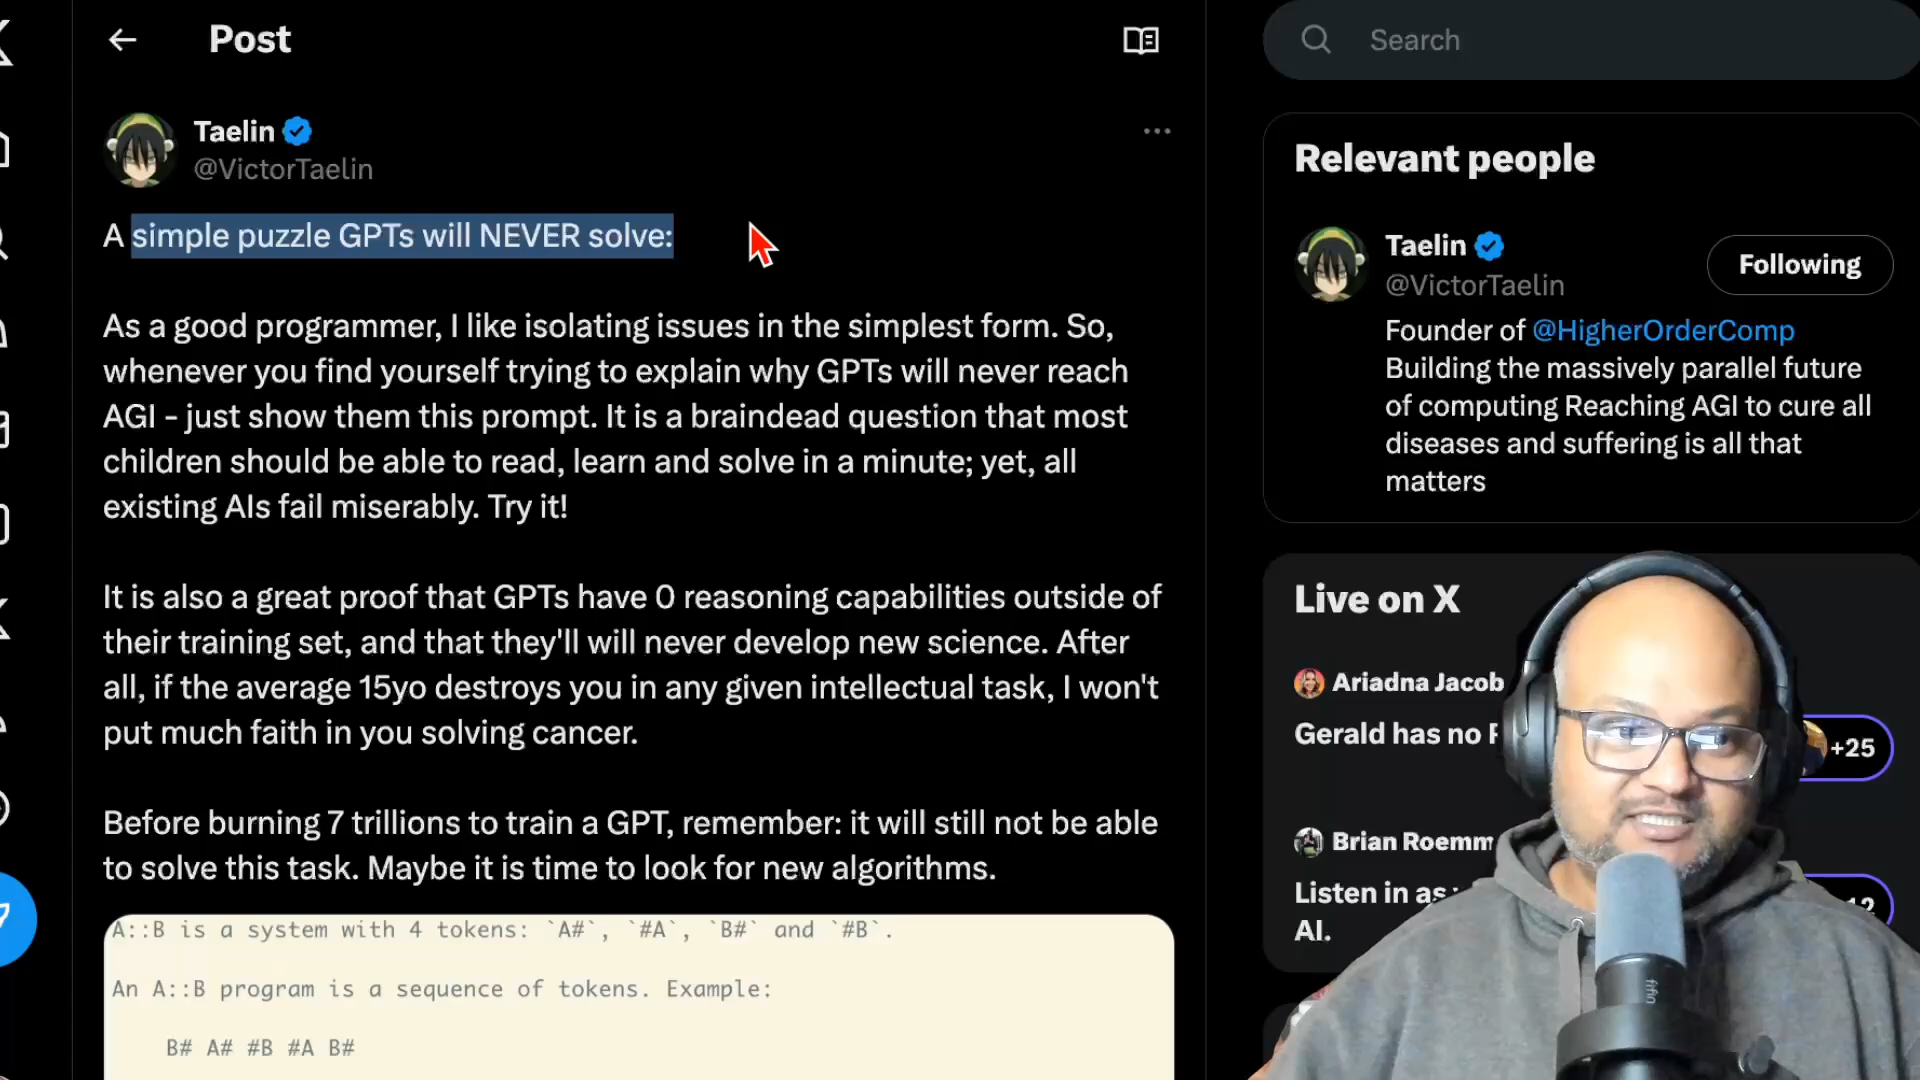 Post
Search
Taelin
@VictorTaelin
A simple puzzle GPTs will NEVER solve:
As a good programmer, I like isolating issues in the simplest form. So,
whenever you find yourself trying to explain why GPTs will never reach
AGI - just show them this prompt. It is a braindead question that most
children should be able to read, learn and solve in a minute; yet, all
existing AIs fail miserably. Try it!
It is also a great proof that GPTs have 0 reasoning capabilities outside of
their training set, and that they'll will never develop new science. After
all, if the average 15yo destroys you in any given intellectual task, I won't
put much faith in you solving cancer.
Before burning 7 trillions to train a GPT, remember: it will still not be able
to solve this task. Maybe it is time to look for new algorithms.
A::B is a system with 4 tokens: `A#`, `#A`, `B#` and `#B`.
An A::B program is a sequence of tokens. Example:
B# A# #B #A B#
Relevant people
Taelin
@VictorTaelin
Following
Founder of @HigherOrderComp
Building the massively parallel future
of computing Reaching AGI to cure all
diseases and suffering is all that
matters
Live on X
Ariadna Jacob
Gerald has no
+25
Brian Roemm
Listen in as
AI.